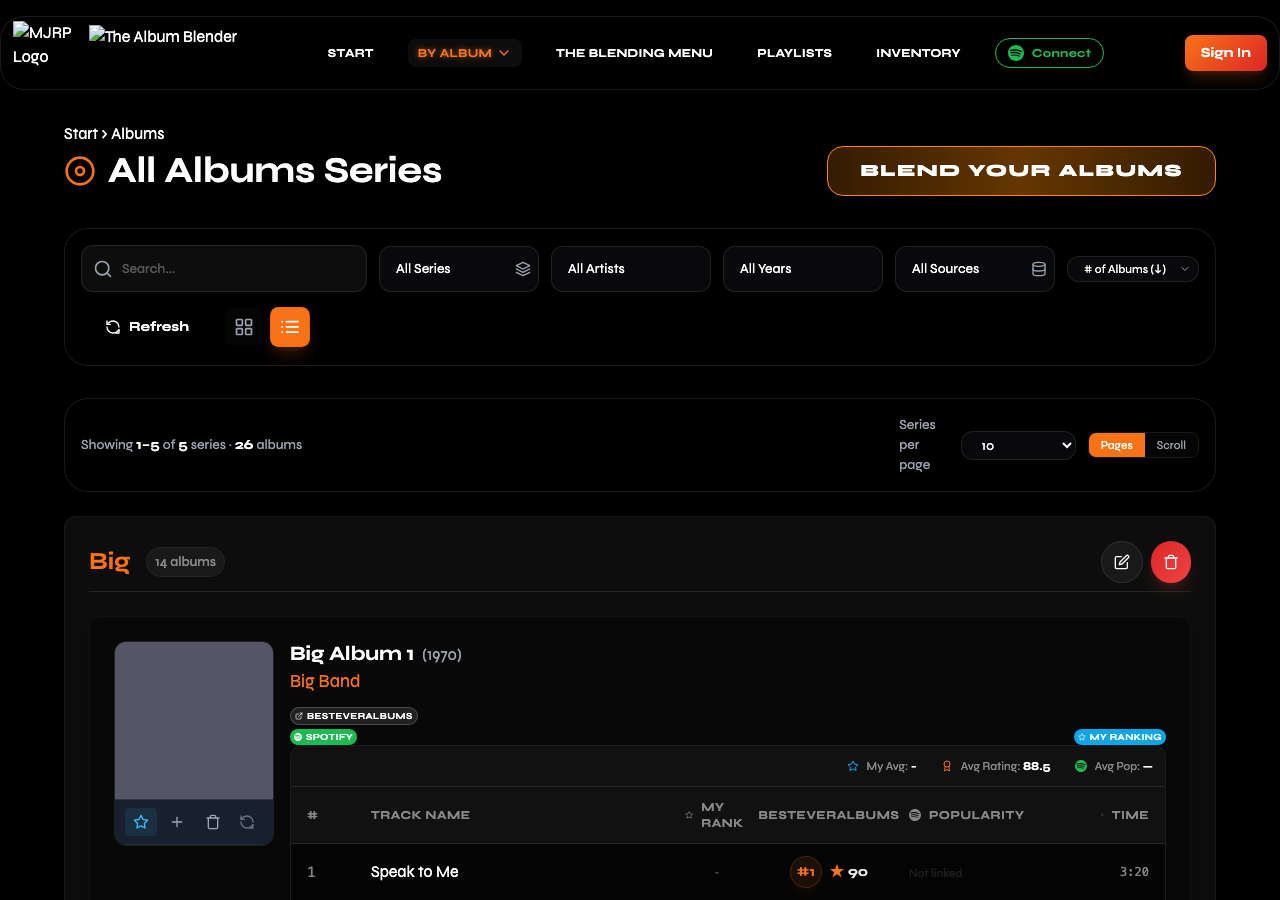 MJRP Logo
The Album Blender
START
BY ALBUM
THE BLENDING MENU
PLAYLISTS
INVENTORY
Connect
Sign In
Start › Albums
All Albums Series
BLEND YOUR ALBUMS
Search...
All Series
All Artists
All Years
All Sources
# of Albums (↓)
Refresh
Showing 1–5 of 5 series · 26 albums
Series per page
10
Pages
Scroll
Big
14 albums
Big Album 1 (1970)
Big Band
BESTEVERALBUMS
SPOTIFY
MY RANKING
My Avg: -
Avg Rating: 88.5
Avg Pop: —
#
TRACK NAME
MY RANK
BESTEVERALBUMS
POPULARITY
TIME
1
Speak to Me
-
#1
★ 90
Not linked
3:20